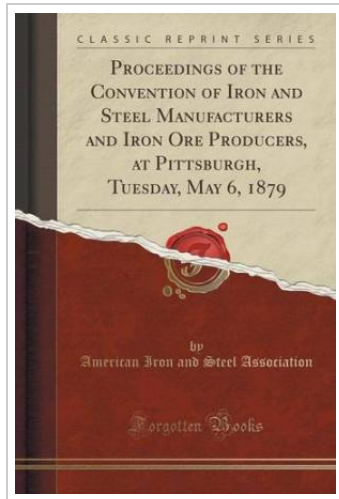 CLASSIC REPRINT SERIES
PROCEEDINGS OF THE
CONVENTION OF IRON AND
STEEL MANUFACTURERS
AND IRON ORE PRODUCERS,
AT PITTSBURGH,
TUESDAY, MAY 6, 1879
by
American Iron and Steel Association
Forgotten Books